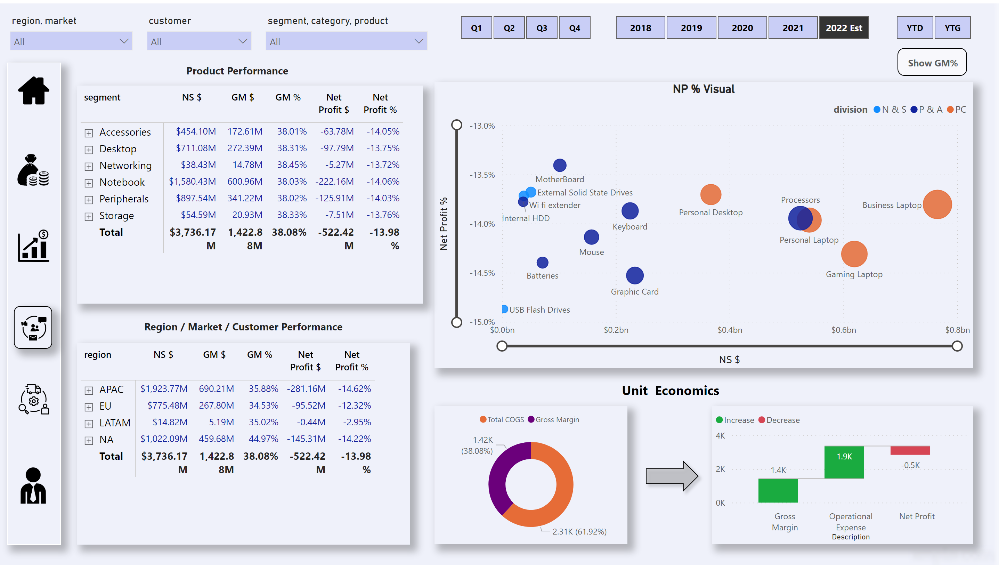 region, market
customer
segment, category, product
All
All
All
Q1 Q2 Q3 Q4
2018 2019 2020 2021 2022 Est
YTD YTG
Show GM%
Product Performance
segment NS $ GM $ GM % Net Profit $ Net Profit %
Accessories $454.10M 172.61M 38.01% -63.78M -14.05%
Desktop $711.08M 272.39M 38.31% -97.79M -13.75%
Networking $38.43M 14.78M 38.45% -5.27M -13.72%
Notebook $1,580.43M 600.96M 38.03% -222.16M -14.06%
Peripherals $897.54M 341.22M 38.02% -125.91M -14.03%
Storage $54.59M 20.93M 38.33% -7.51M -13.76%
Total $3,736.17M 1,422.88M 38.08% -522.42M -13.98%
Region / Market / Customer Performance
region NS $ GM $ GM % Net Profit $ Net Profit %
APAC $1,923.77M 690.21M 35.88% -281.16M -14.62%
EU $775.48M 267.80M 34.53% -95.52M -12.32%
LATAM $14.82M 5.19M 35.02% -0.44M -2.95%
NA $1,022.09M 459.68M 44.97% -145.31M -14.22%
Total $3,736.17M 1,422.88M 38.08% -522.42M -13.98%
NP % Visual
division N & S P & A PC
Net Profit %
-13.0%
-13.5%
-14.0%
-14.5%
-15.0%
MotherBoard
External Solid State Drives
Wi fi extender
Internal HDD
Keyboard
Mouse
Batteries
Graphic Card
USB Flash Drives
Personal Desktop
Processors
Personal Laptop
Business Laptop
Gaming Laptop
$0.0bn $0.2bn $0.4bn $0.6bn $0.8bn
NS $
Unit Economics
Total COGS Gross Margin
1.42K
(38.08%)
2.31K (61.92%)
Increase Decrease
4K
2K
0K
1.4K
1.9K
-0.5K
Gross Margin
Operational Expense
Net Profit
Description